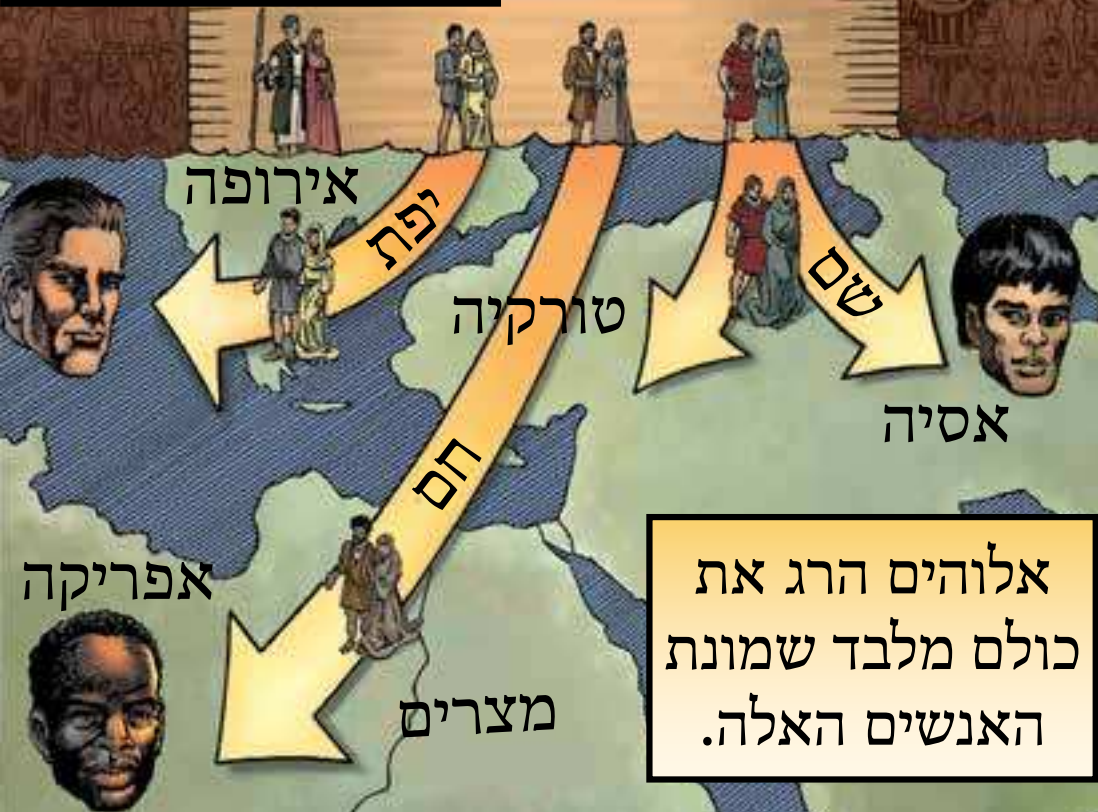 אירופה
יפת
שם
טורקיה
אסיה
חם
אפריקה
מצרים
אלוהים הרג את
כולם מלבד שמונת
האנשים האלה.